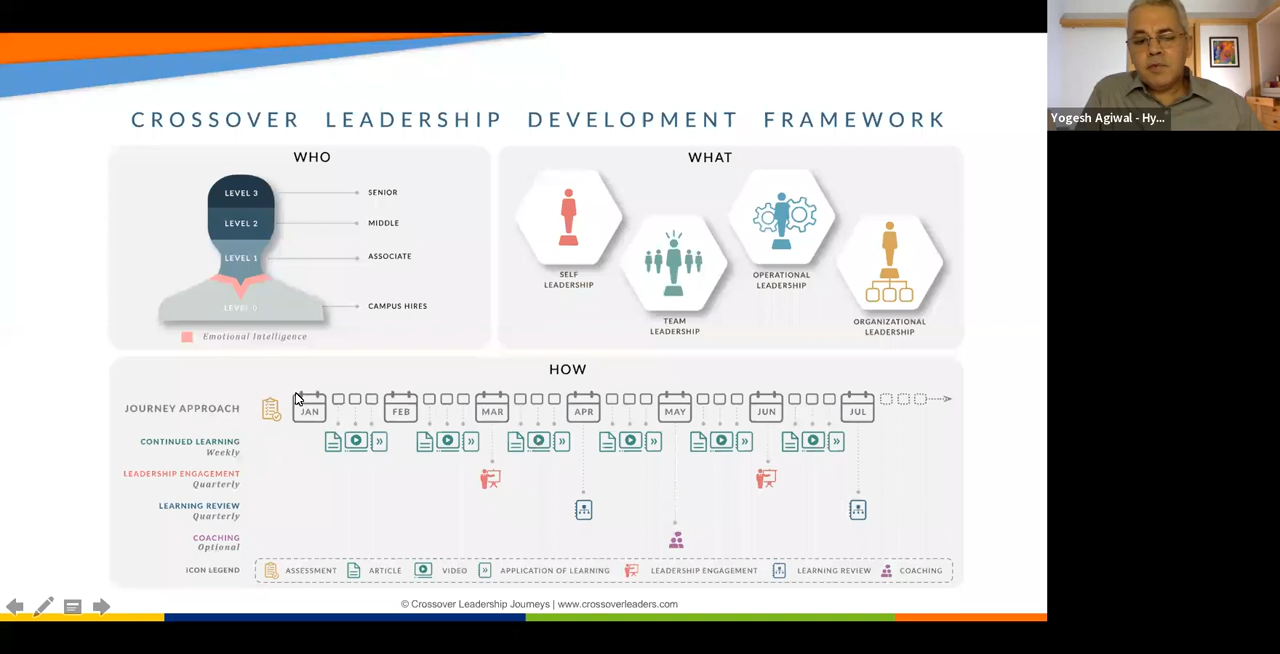 CROSSOVER LEADERSHIP DEVELOPMENT FRAMEWORK
Yogesh Agiwal - Hy...
WHO
LEVEL 3
SENIOR
LEVEL 2
MIDDLE
LEVEL 1
ASSOCIATE
LEVEL 0
CAMPUS HIRES
Emotional Intelligence
WHAT
SELF
LEADERSHIP
TEAM
LEADERSHIP
OPERATIONAL
LEADERSHIP
ORGANIZATIONAL
LEADERSHIP
HOW
JOURNEY APPROACH
JAN FEB MAR APR MAY JUN JUL
CONTINUED LEARNING
Weekly
LEADERSHIP ENGAGEMENT
Quarterly
LEARNING REVIEW
Quarterly
COACHING
Optional
ICON LEGEND ASSESSMENT ARTICLE VIDEO APPLICATION OF LEARNING LEADERSHIP ENGAGEMENT LEARNING REVIEW COACHING
© Crossover Leadership Journeys | www.crossoverleaders.com